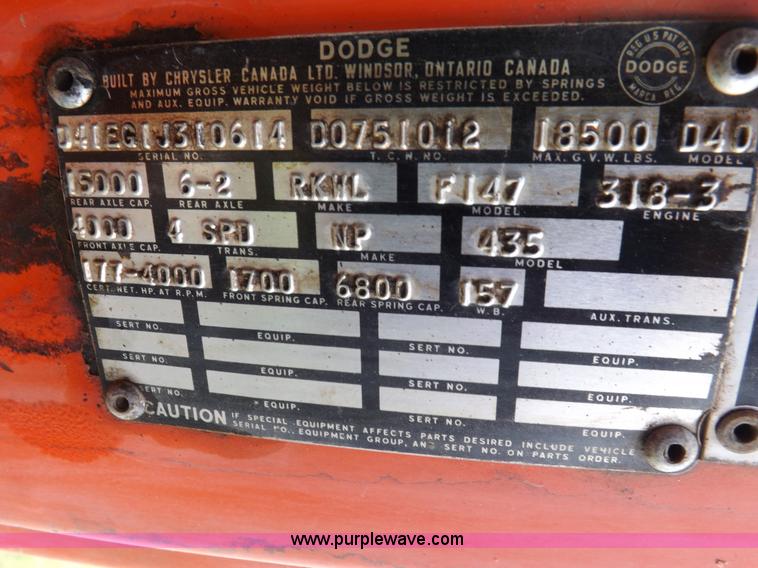 DODGE
BUILT BY CHRYSLER CANADA LTD. WINDSOR, ONTARIO CANADA
MAXIMUM GROSS VEHICLE WEIGHT BELOW IS RESTRICTED BY SPRINGS
AND AUX. EQUIP. WARRANTY VOID IF GROSS WEIGHT IS EXCEEDED.
REG US PAT OFF
DODGE
MARCA REG
D41EG1J310614 D0751012 18500 D40
SERIAL NO. T.C.H. NO. MAX. G.V.W. LBS. MODEL
15000 6-2 RKWL F147 318-3
REAR AXLE CAP. REAR AXLE MAKE MODEL ENGINE
4000 4 SPD NP 435
FRONT AXLE CAP. TRANS. MAKE MODEL
177-4000 1700 6800 157
CERT. NET. HP. AT R.P.M. FRONT SPRING CAP. REAR SPRING CAP. W.B. AUX. TRANS.
SERT NO. EQUIP. SERT NO. EQUIP.
SERT NO. EQUIP. SERT NO. EQUIP.
SERT NO. EQUIP. SERT NO. EQUIP.
CAUTION IF SPECIAL EQUIPMENT AFFECTS PARTS DESIRED INCLUDE VEHICLE
SERIAL NO., EQUIPMENT GROUP, AND SERT NO. ON PARTS ORDER.
www.purplewave.com